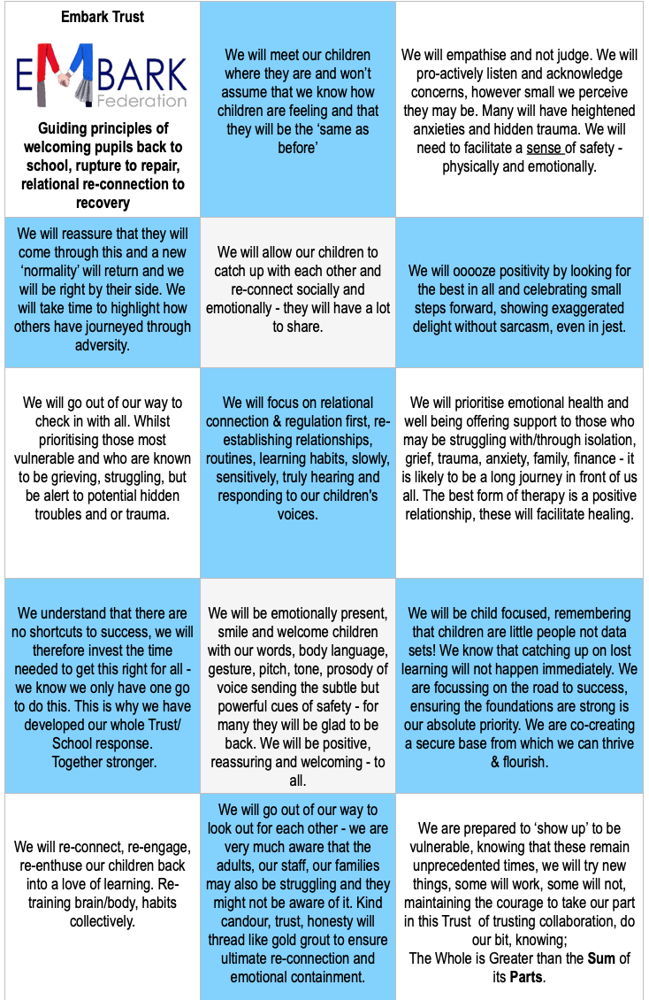 Embark Trust
EMBARK
Federation
Guiding principles of
welcoming pupils back to
school, rupture to repair,
relational re-connection to
recovery
We will meet our children
where they are and won’t
assume that we know how
children are feeling and that
they will be the ‘same as
before’
We will empathise and not judge. We will
pro-actively listen and acknowledge
concerns, however small we perceive
they may be. Many will have heightened
anxieties and hidden trauma. We will
need to facilitate a sense of safety -
physically and emotionally.
We will reassure that they will
come through this and a new
‘normality’ will return and we
will be right by their side. We
will take time to highlight how
others have journeyed through
adversity.
We will allow our children to
catch up with each other and
re-connect socially and
emotionally - they will have a lot
to share.
We will ooooze positivity by looking for
the best in all and celebrating small
steps forward, showing exaggerated
delight without sarcasm, even in jest.
We will go out of our way to
check in with all. Whilst
prioritising those most
vulnerable and who are known
to be grieving, struggling, but
be alert to potential hidden
troubles and or trauma.
We will focus on relational
connection & regulation first, re-
establishing relationships,
routines, learning habits, slowly,
sensitively, truly hearing and
responding to our children's
voices.
We will prioritise emotional health and
well being offering support to those who
may be struggling with/through isolation,
grief, trauma, anxiety, family, finance - it
is likely to be a long journey in front of us
all. The best form of therapy is a positive
relationship, these will facilitate healing.
We understand that there are
no shortcuts to success, we will
therefore invest the time
needed to get this right for all -
we know we only have one go
to do this. This is why we have
developed our whole Trust/
School response.
Together stronger.
We will be emotionally present,
smile and welcome children
with our words, body language,
gesture, pitch, tone, prosody of
voice sending the subtle but
powerful cues of safety - for
many they will be glad to be
back. We will be positive,
reassuring and welcoming - to
all.
We will be child focused, remembering
that children are little people not data
sets! We know that catching up on lost
learning will not happen immediately. We
are focussing on the road to success,
ensuring the foundations are strong is
our absolute priority. We are co-creating
a secure base from which we can thrive
& flourish.
We will re-connect, re-engage,
re-enthuse our children back
into a love of learning. Re-
training brain/body, habits
collectively.
We will go out of our way to
look out for each other - we are
very much aware that the
adults, our staff, our families
may also be struggling and they
might not be aware of it. Kind
candour, trust, honesty will
thread like gold grout to ensure
ultimate re-connection and
emotional containment.
We are prepared to ‘show up’ to be
vulnerable, knowing that these remain
unprecedented times, we will try new
things, some will work, some will not,
maintaining the courage to take our part
in this Trust of trusting collaboration, do
our bit, knowing;
The Whole is Greater than the Sum of
its Parts.